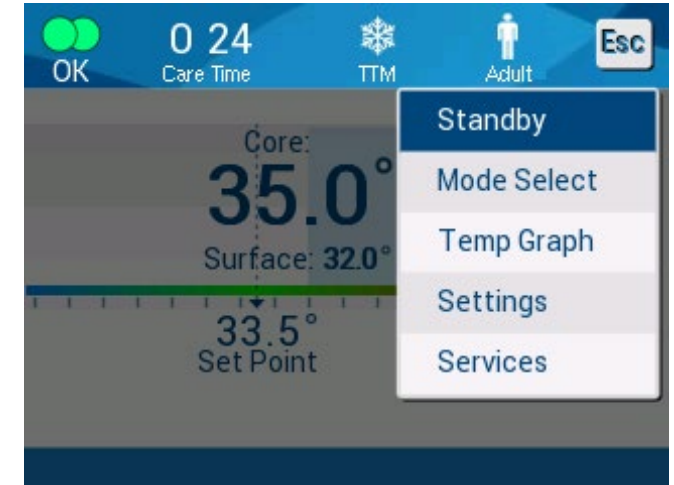 OK
0 24
Care Time
TTM
Adult
Esc
Core:
35.0°
Surface: 32.0°
33.5°
Set Point
Standby
Mode Select
Temp Graph
Settings
Services